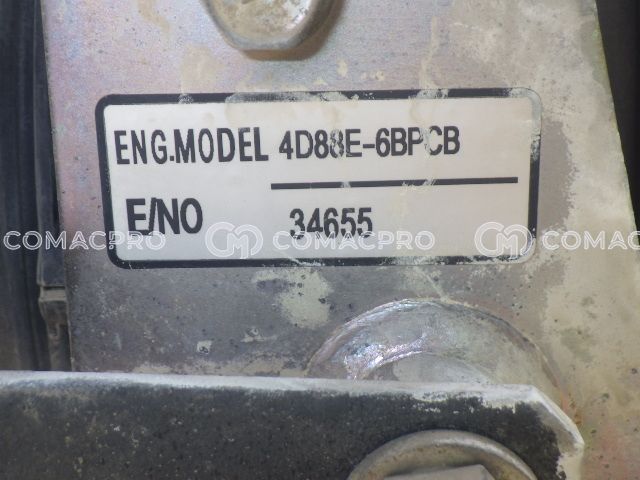 ENG.MODEL 4D88E-6BPCB
E/NO 34655
COMACPRO COMACPRO COMACPRO